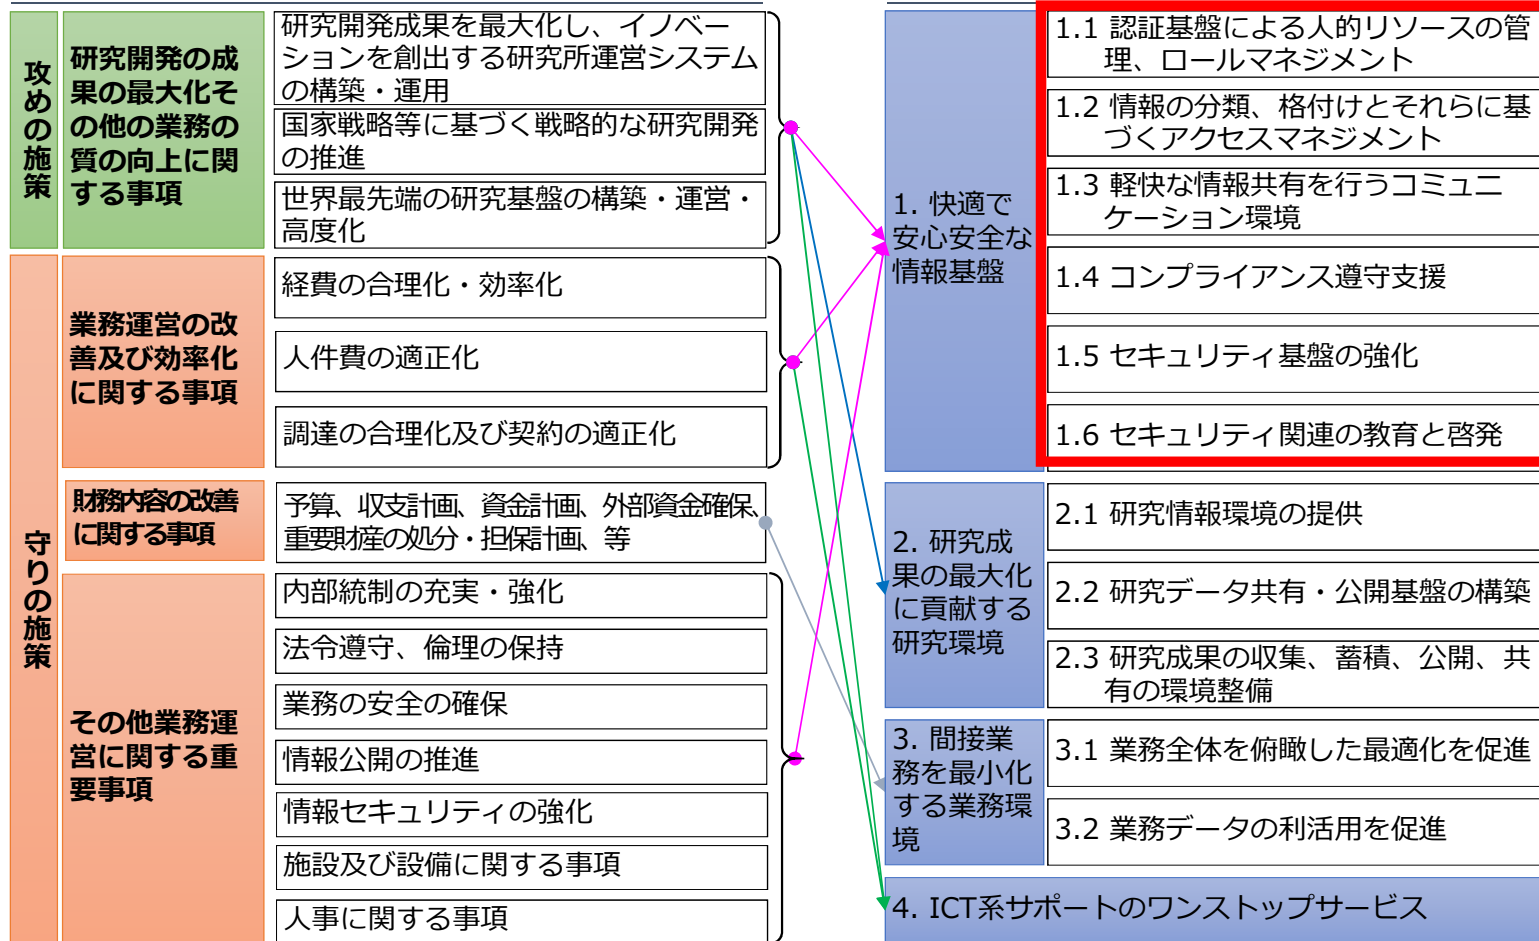 攻めの施策
研究開発の成
果の最大化そ
の他の業務の
質の向上に関
する事項
研究開発成果を最大化し、イノベー
ションを創出する研究所運営システム
の構築・運用
国家戦略等に基づく戦略的な研究開発
の推進
世界最先端の研究基盤の構築・運営・
高度化
守りの施策
業務運営の改
善及び効率化
に関する事項
経費の合理化・効率化
人件費の適正化
調達の合理化及び契約の適正化
財務内容の改善
に関する事項
予算、収支計画、資金計画、外部資金確保、
重要財産の処分・担保計画、等
その他業務運
営に関する重
要事項
内部統制の充実・強化
法令遵守、倫理の保持
業務の安全の確保
情報公開の推進
情報セキュリティの強化
施設及び設備に関する事項
人事に関する事項
1. 快適で
安心安全な
情報基盤
1.1 認証基盤による人的リソースの管
理、ロールマネジメント
1.2 情報の分類、格付けとそれらに基
づくアクセスマネジメント
1.3 軽快な情報共有を行うコミュニ
ケーション環境
1.4 コンプライアンス遵守支援
1.5 セキュリティ基盤の強化
1.6 セキュリティ関連の教育と啓発
2. 研究成
果の最大化
に貢献する
研究環境
2.1 研究情報環境の提供
2.2 研究データ共有・公開基盤の構築
2.3 研究成果の収集、蓄積、公開、共
有の環境整備
3. 間接業
務を最小化
する業務環
境
3.1 業務全体を俯瞰した最適化を促進
3.2 業務データの利活用を促進
4. ICT系サポートのワンストップサービス